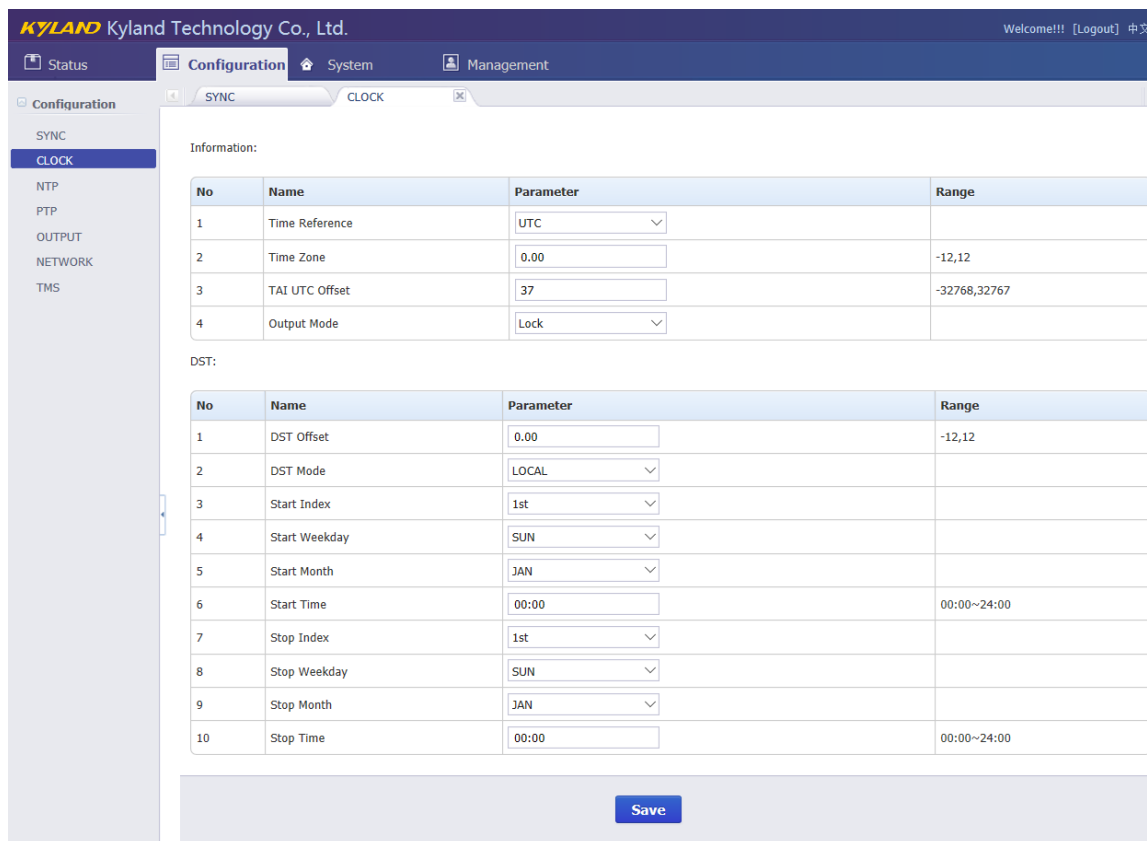 KYLAND Kyland Technology Co., Ltd.
Welcome!!! [Logout] 中文
Status Configuration System Management
Configuration
SYNC
CLOCK
NTP
PTP
OUTPUT
NETWORK
TMS
SYNC CLOCK
Information:
No Name Parameter Range
1 Time Reference UTC
2 Time Zone 0.00 -12,12
3 TAI UTC Offset 37 -32768,32767
4 Output Mode Lock
DST:
No Name Parameter Range
1 DST Offset 0.00 -12,12
2 DST Mode LOCAL
3 Start Index 1st
4 Start Weekday SUN
5 Start Month JAN
6 Start Time 00:00 00:00~24:00
7 Stop Index 1st
8 Stop Weekday SUN
9 Stop Month JAN
10 Stop Time 00:00 00:00~24:00
Save